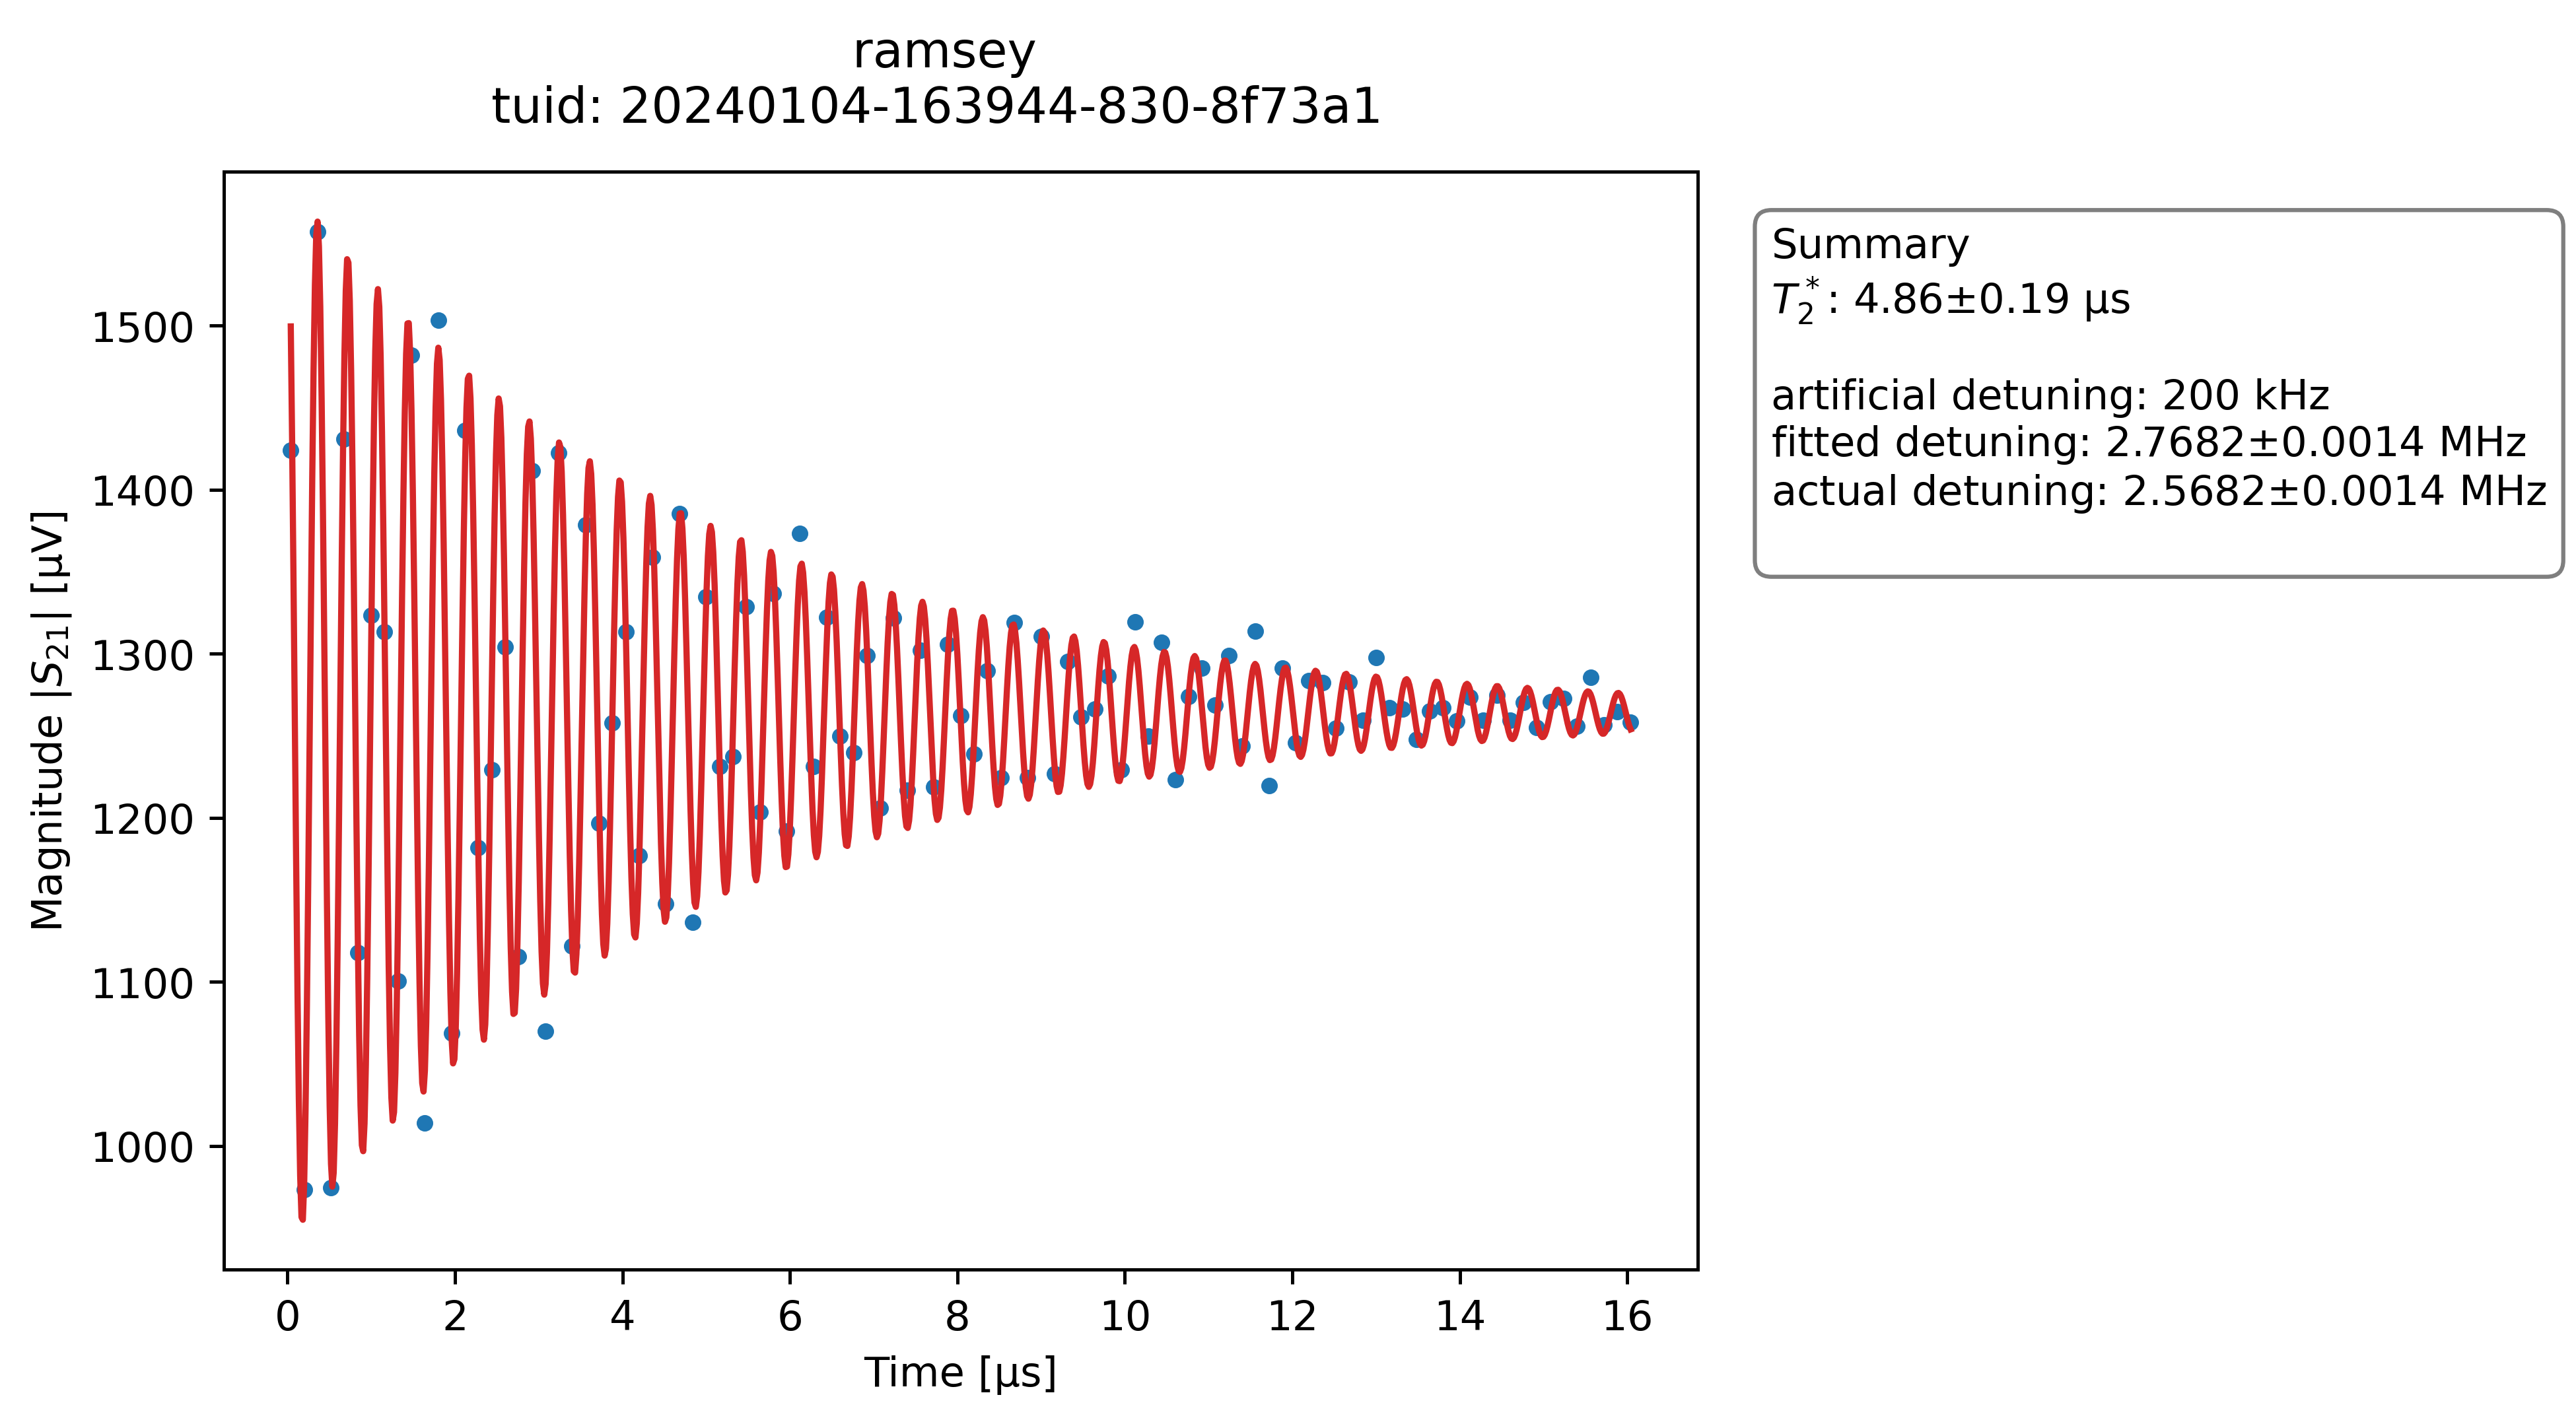 ramsey
tuid: 20240104-163944-830-8f73a1
Magnitude |S₂₁| [µV]
1500
1400
1300
1200
1100
1000
0 2 4 6 8 10 12 14 16
Time [µs]
Summary
T₂*: 4.86±0.19 µs
artificial detuning: 200 kHz
fitted detuning: 2.7682±0.0014 MHz
actual detuning: 2.5682±0.0014 MHz